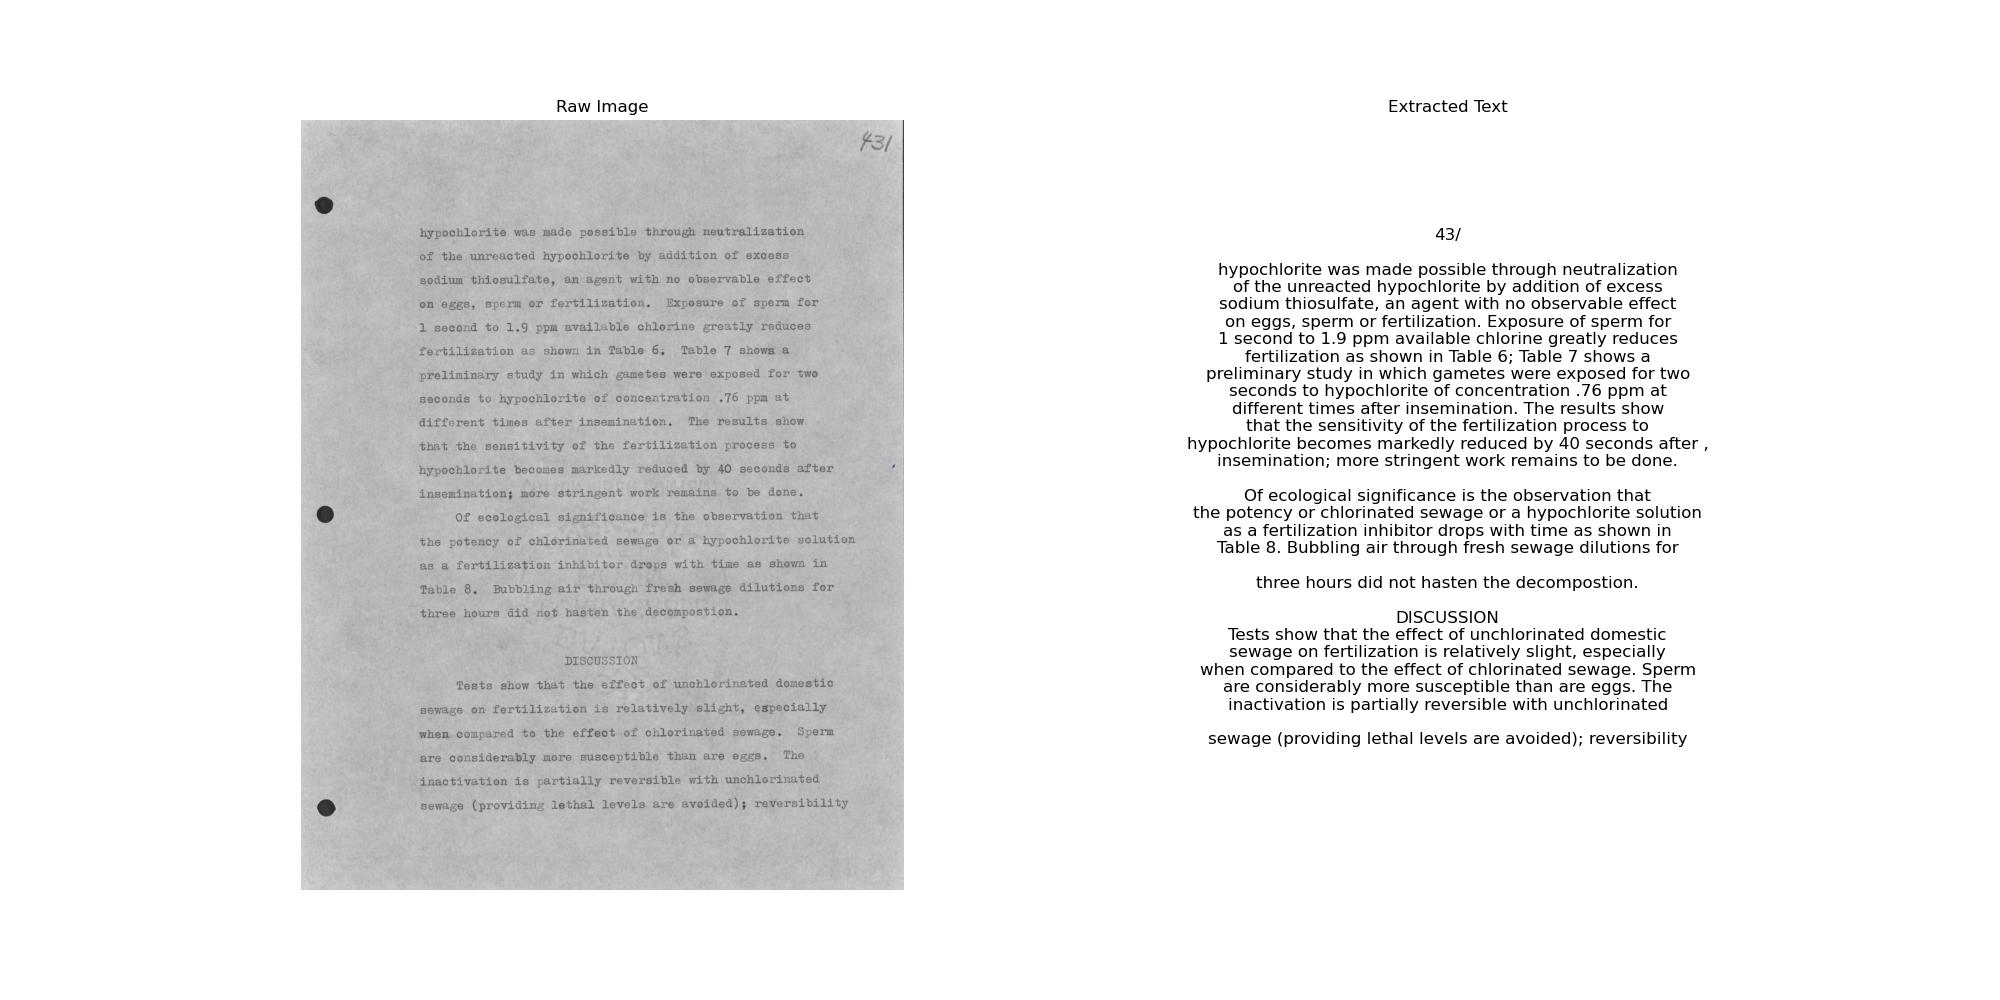 Raw Image
431
hypochlorite was made possible through neutralization
of the unreacted hypochlorite by addition of excess
sodium thiosulfate, an agent with no observable effect
on eggs, sperm or fertilization.  Exposure of sperm for
1 second to 1.9 ppm available chlorine greatly reduces
fertilization as shown in Table 6.  Table 7 shows a
preliminary study in which gametes were exposed for two
seconds to hypochlorite of concentration .76 ppm at
different times after insemination.  The results show
that the sensitivity of the fertilization process to
hypochlorite becomes markedly reduced by 40 seconds after
insemination; more stringent work remains to be done.
Of ecological significance is the observation that
the potency of chlorinated sewage or a hypochlorite solution
as a fertilization inhibitor drops with time as shown in
Table 8.  Bubbling air through fresh sewage dilutions for
three hours did not hasten the decompostion.
DISCUSSION
Tests show that the effect of unchlorinated domestic
sewage on fertilization is relatively slight, especially
when compared to the effect of chlorinated sewage.  Sperm
are considerably more susceptible than are eggs.  The
inactivation is partially reversible with unchlorinated
sewage (providing lethal levels are avoided); reversibility
Extracted Text
43/
hypochlorite was made possible through neutralization
of the unreacted hypochlorite by addition of excess
sodium thiosulfate, an agent with no observable effect
on eggs, sperm or fertilization. Exposure of sperm for
1 second to 1.9 ppm available chlorine greatly reduces
fertilization as shown in Table 6; Table 7 shows a
preliminary study in which gametes were exposed for two
seconds to hypochlorite of concentration .76 ppm at
different times after insemination. The results show
that the sensitivity of the fertilization process to
hypochlorite becomes markedly reduced by 40 seconds after ,
insemination; more stringent work remains to be done.
Of ecological significance is the observation that
the potency or chlorinated sewage or a hypochlorite solution
as a fertilization inhibitor drops with time as shown in
Table 8. Bubbling air through fresh sewage dilutions for
three hours did not hasten the decompostion.
DISCUSSION
Tests show that the effect of unchlorinated domestic
sewage on fertilization is relatively slight, especially
when compared to the effect of chlorinated sewage. Sperm
are considerably more susceptible than are eggs. The
inactivation is partially reversible with unchlorinated
sewage (providing lethal levels are avoided); reversibility